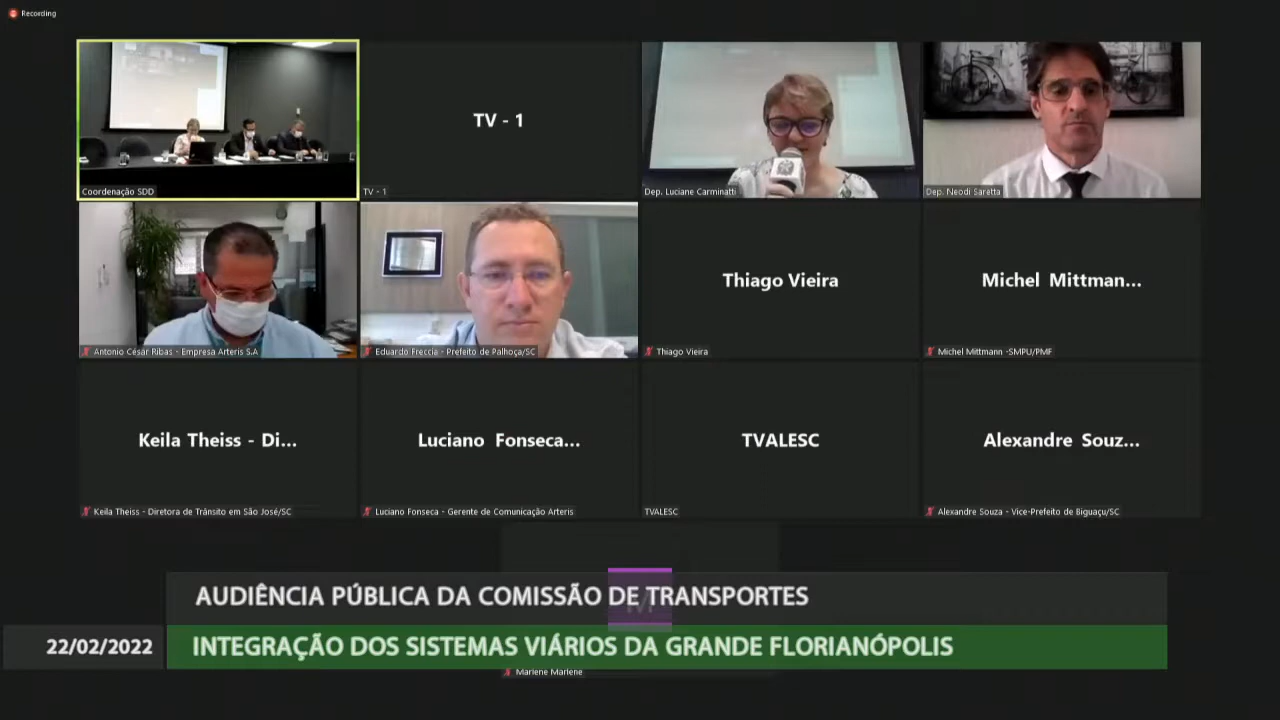 Recording
Coordenação SDD
TV - 1
TV - 1
Dep. Luciane Carminatti
Dep. Neodi Saretta
Antonio César Ribas - Empresa Arteris S.A
Eduardo Freccia - Prefeito de Palhoça/SC
Thiago Vieira
Thiago Vieira
Michel Mittman...
Michel Mittmann -SMPU/PMF
Keila Theiss - Di...
Keila Theiss - Diretora de Trânsito em São José/SC
Luciano Fonseca...
Luciano Fonseca - Gerente de Comunicação Arteris
TVALESC
TVALESC
Alexandre Souz...
Alexandre Souza - Vice-Prefeito de Biguaçu/SC
AUDIÊNCIA PÚBLICA DA COMISSÃO DE TRANSPORTES
22/02/2022
INTEGRAÇÃO DOS SISTEMAS VIÁRIOS DA GRANDE FLORIANÓPOLIS
Marlene Marlene